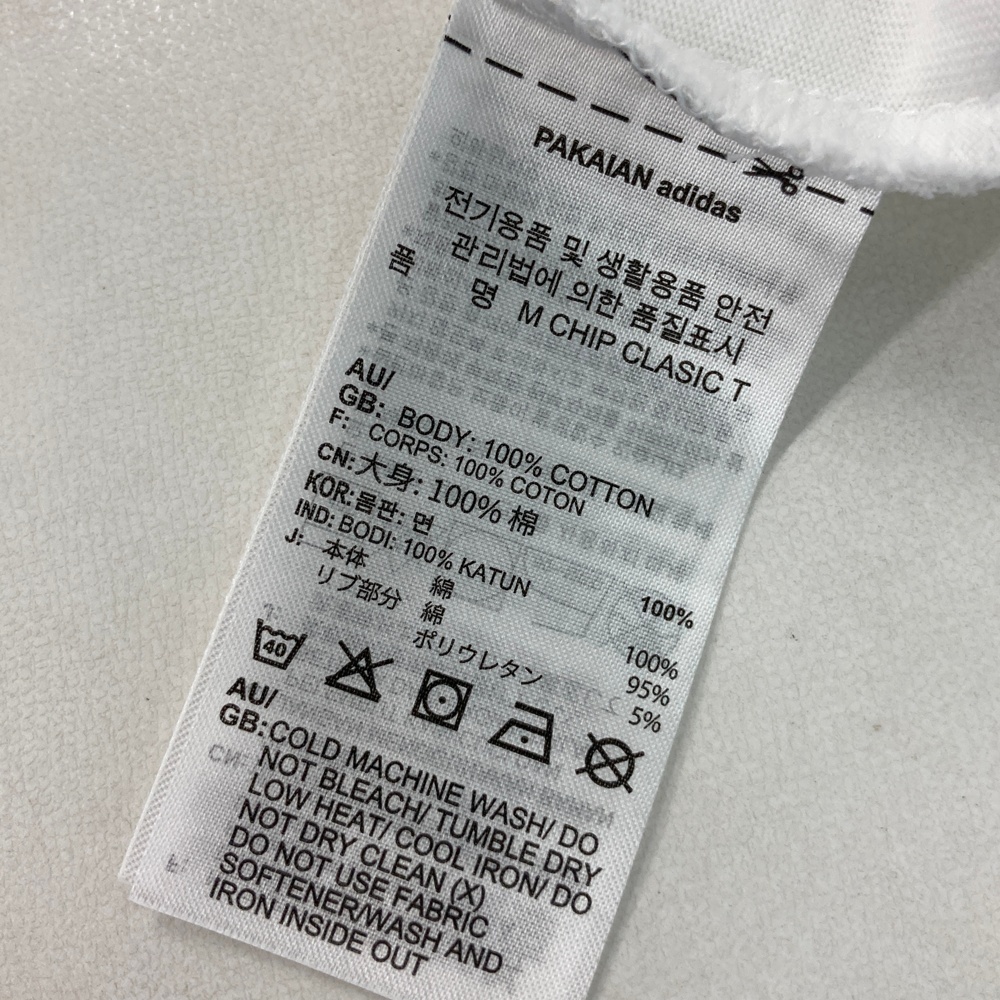 PAKAIAN adidas
전기용품 및 생활용품 안전
관리법에 의한 품질표시
품 명 M CHIP CLASIC T
AU/
GB: BODY: 100% COTTON
F: CORPS: 100% COTON
CN: 大身: 100% 棉
KOR: 몸판: 면 100%
IND: BODI: 100% KATUN
J: 本体 綿 100%
リブ部分 綿 95%
ポリウレタン 5%
40
AU/
GB: COLD MACHINE WASH/ DO
NOT BLEACH/ TUMBLE DRY
LOW HEAT/ COOL IRON/ DO
NOT DRY CLEAN (X)
DO NOT USE FABRIC
SOFTENER/WASH AND
IRON INSIDE OUT